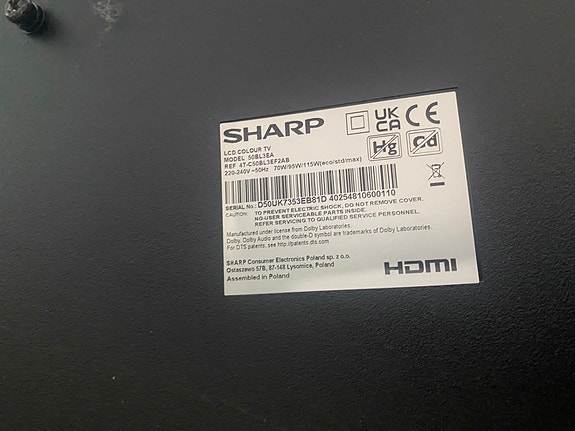 SHARP
UK
CA
CE
LCD COLOUR TV
MODEL 50BL3EA
REF 4T-C50BL3EF2AB
220-240V ~50Hz 70W/95W/115W(eco/std/max)
Hg
Cd
SERIAL No.: D50UK7353EB81D 40254810600110
CAUTION: TO PREVENT ELECTRIC SHOCK, DO NOT REMOVE COVER.
NO-USER SERVICEABLE PARTS INSIDE.
REFER SERVICING TO QUALIFIED SERVICE PERSONNEL.
Manufactured under license from Dolby Laboratories.
Dolby, Dolby Audio and the double-D symbol are trademarks of Dolby Laboratories.
For DTS patents, see http://patents.dts.com
SHARP Consumer Electronics Poland sp. z o.o.
Ostaszewo 57B, 87-148 Łysomice, Poland
Assembled in Poland
HDMI